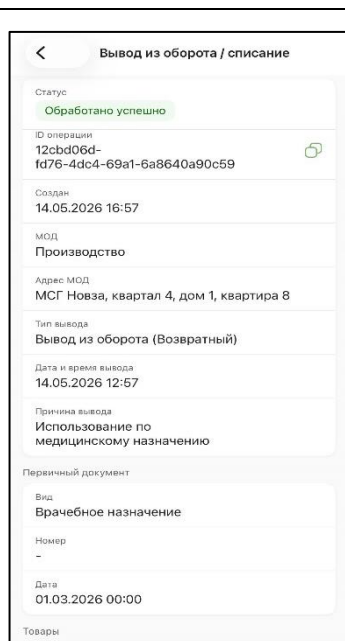 Вывод из оборота / списание
Статус
Обработано успешно
ID операции
12cbd06d-
fd76-4dc4-69a1-6a8640a90c59
Создан
14.05.2026 16:57
МОД
Производство
Адрес МОД
МСГ Новза, квартал 4, дом 1, квартира 8
Тип вывода
Вывод из оборота (Возвратный)
Дата и время вывода
14.05.2026 12:57
Причина вывода
Использование по
медицинскому назначению
Первичный документ
Вид
Врачебное назначение
Номер
-
Дата
01.03.2026 00:00
Товары